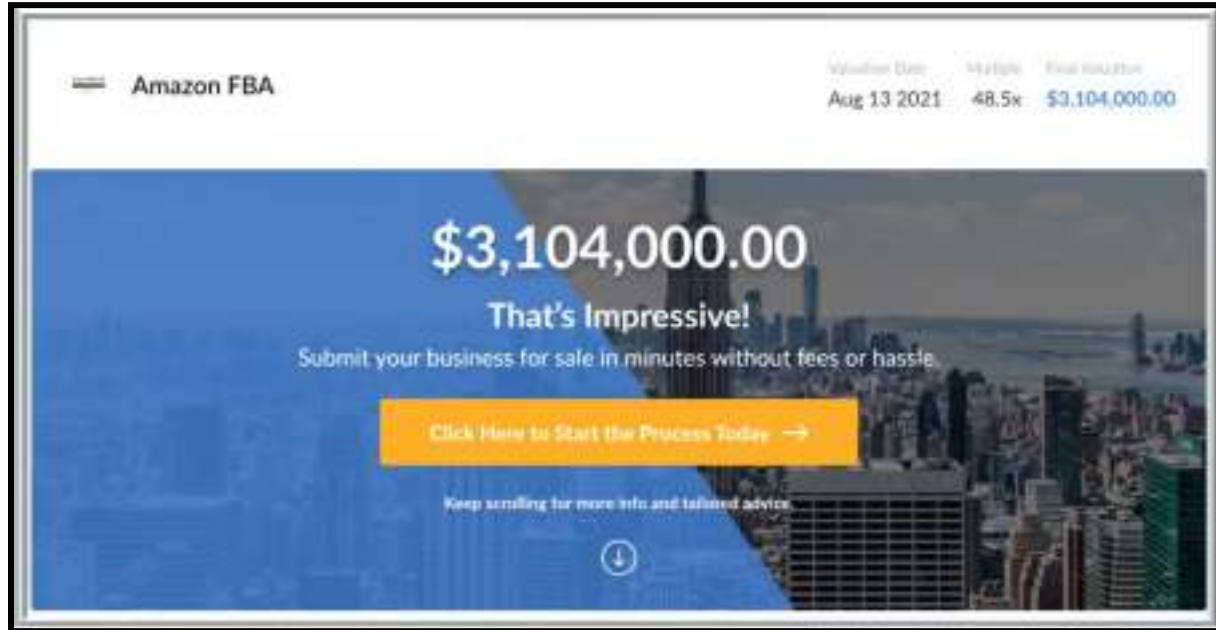 Amazon FBA
Valuation Date Multiple Final Valuation
Aug 13 2021 48.5x $3,104,000.00
$3,104,000.00
That's Impressive!
Submit your business for sale in minutes without fees or hassle.
Click Here to Start the Process Today →
Keep scrolling for more info and tailored advice.